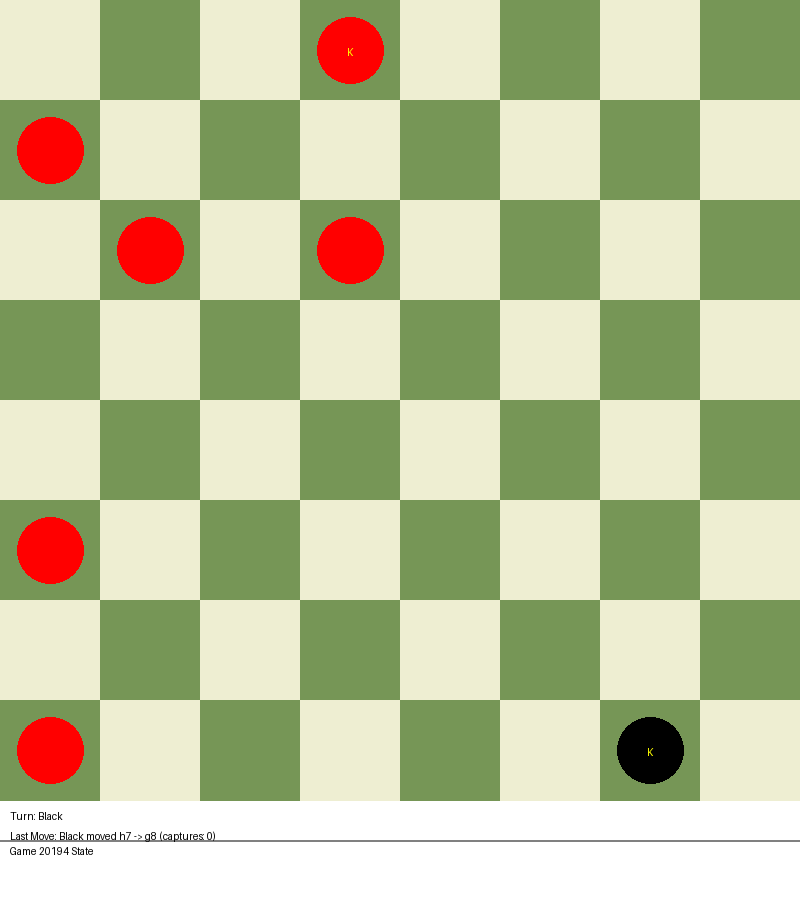 K
K
Turn: Black
Last Move: Black moved h7 -> g8 (captures: 0)
Game 20194 State